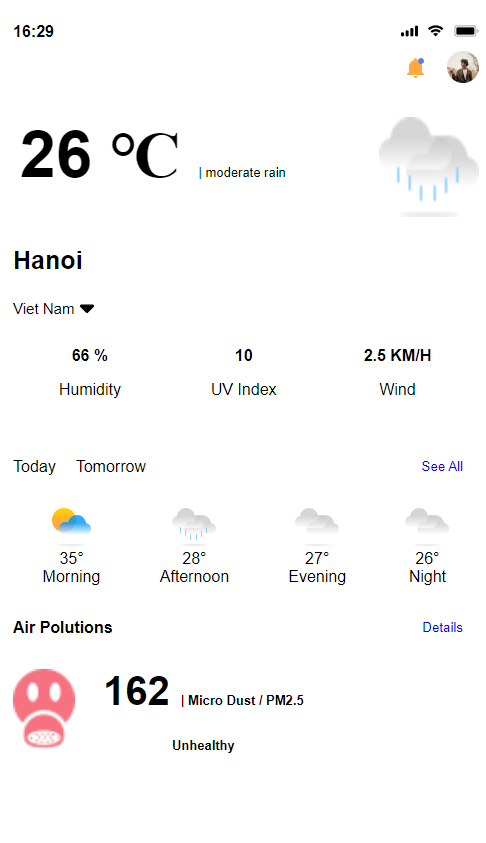 16:29
26 °C | moderate rain
Hanoi
Viet Nam
66 % 10 2.5 KM/H
Humidity UV Index Wind
Today Tomorrow See All
35° 28° 27° 26°
Morning Afternoon Evening Night
Air Polutions Details
162 | Micro Dust / PM2.5
Unhealthy